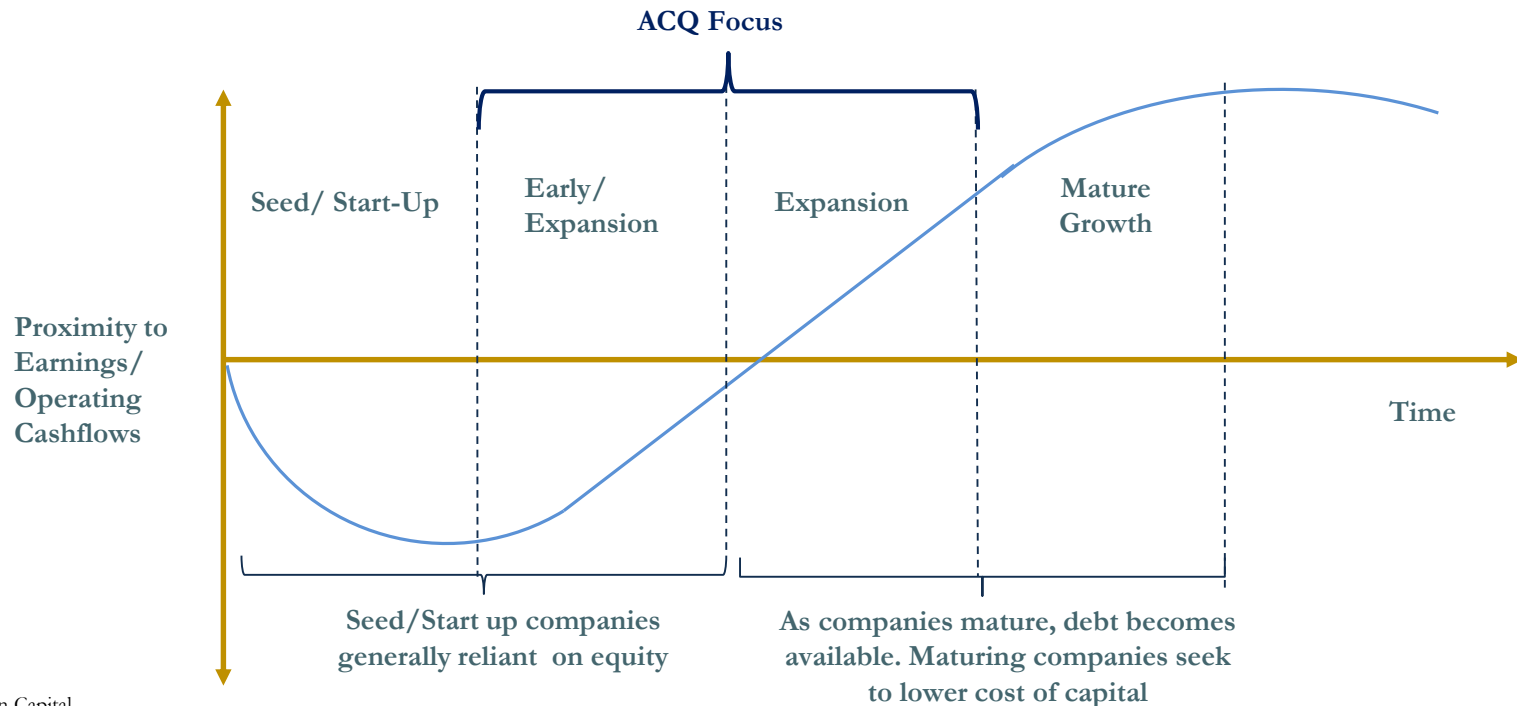 ACQ Focus
Seed/ Start-Up
Early/
Expansion
Expansion
Mature
Growth
Proximity to
Earnings/
Operating
Cashflows
Time
Seed/Start up companies
generally reliant on equity
As companies mature, debt becomes
available. Maturing companies seek
to lower cost of capital
Capital